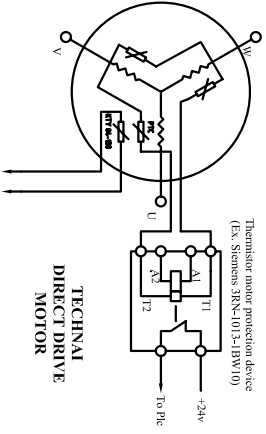 Thermistor motor protection device
(Ex. Siemens 3RN-1013-1BW10)
V
W
U
PTC
KTY 84-130
A1
A2
T1
T2
+24v
To Plc
TECHNAI
DIRECT DRIVE
MOTOR